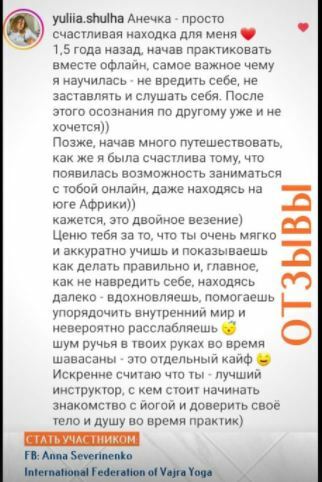 yuliia.shulha Анечка - просто
счастливая находка для меня ❤️
1,5 года назад, начав практиковать
вместе офлайн, самое важное чему
я научилась - не вредить себе, не
заставлять и слушать себя. После
этого осознания по другому уже и не
хочется))
Позже, начав много путешествовать,
как же я была счастлива тому, что
появилась возможность заниматься
с тобой онлайн, даже находясь на
юге Африки))
кажется, это двойное везение)
Ценю тебя за то, что ты очень мягко
и аккуратно учишь и показываешь
как делать правильно и, главное,
как не навредить себе, находясь
далеко - вдохновляешь, помогаешь
упорядочить внутренний мир и
невероятно расслабляешь 😴
шум ручья в твоих руках во время
шавасаны - это отдельный кайф 😄
Искренне считаю что ты - лучший
инструктор, с кем стоит начинать
знакомство с йогой и доверить своё
тело и душу во время практик)
ОТЗЫВЫ
СТАТЬ УЧАСТНИКОМ:
FB: Anna Severinenko
International Federation of Vajra Yoga